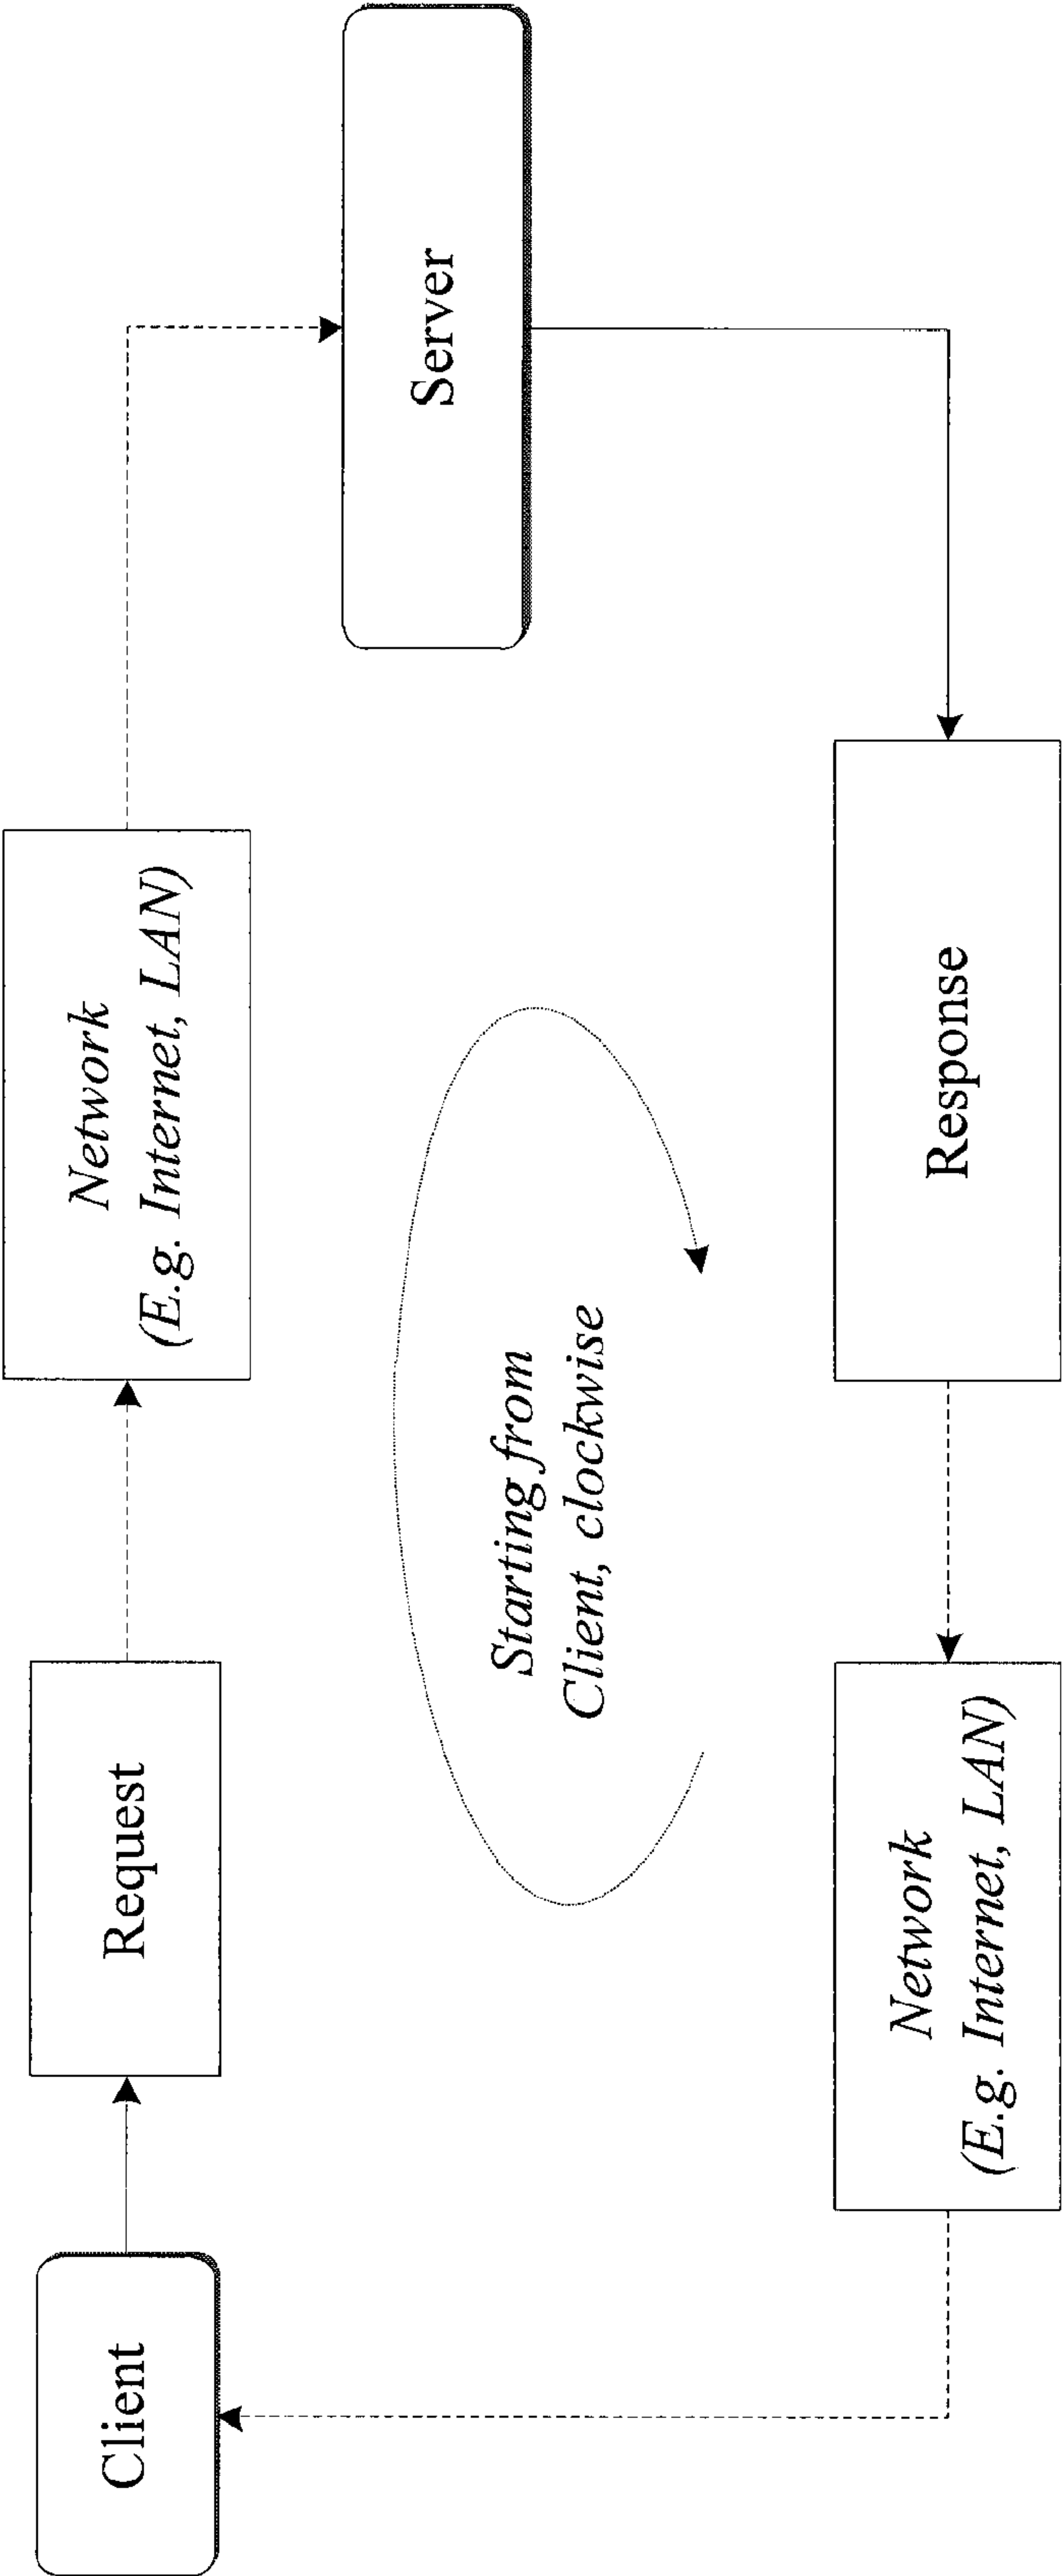 Client
Request
Network
(E.g. Internet, LAN)
Server
Starting from
Client, clockwise
Response
Network
(E.g. Internet, LAN)